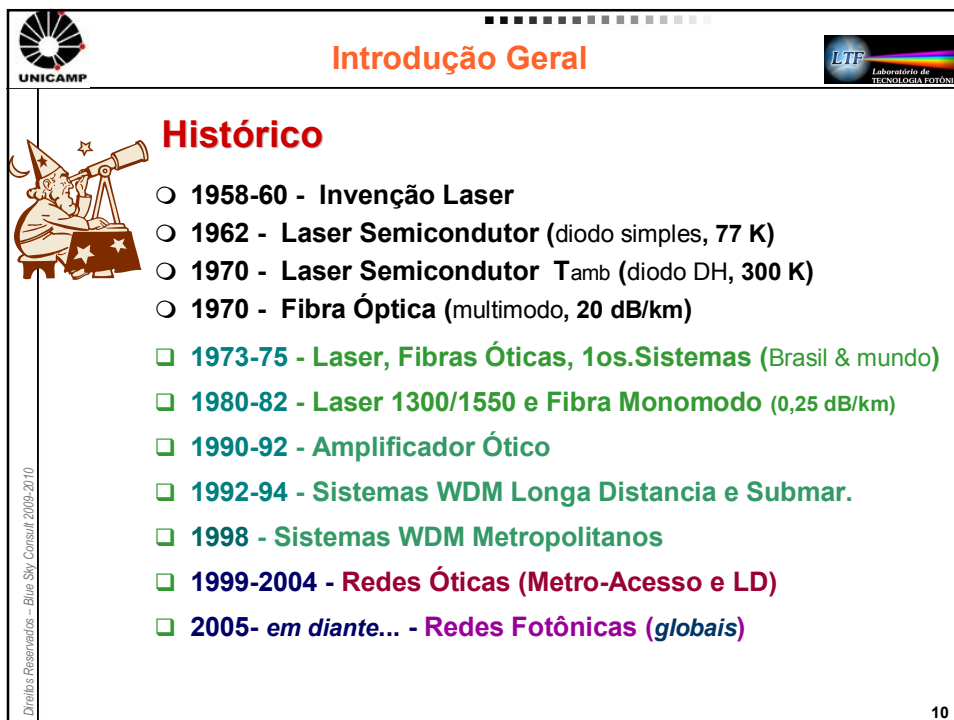 UNICAMP
Introdução Geral
LTF
Laboratório de
TECNOLOGIA FOTÔNI
Histórico
1958-60 - Invenção Laser
1962 - Laser Semicondutor (diodo simples, 77 K)
1970 - Laser Semicondutor Tamb (diodo DH, 300 K)
1970 - Fibra Óptica (multimodo, 20 dB/km)
1973-75 - Laser, Fibras Óticas, 1os.Sistemas (Brasil & mundo)
1980-82 - Laser 1300/1550 e Fibra Monomodo (0,25 dB/km)
1990-92 - Amplificador Ótico
1992-94 - Sistemas WDM Longa Distancia e Submar.
1998 - Sistemas WDM Metropolitanos
1999-2004 - Redes Óticas (Metro-Acesso e LD)
2005- em diante... - Redes Fotônicas (globais)
Direitos Reservados – Blue Sky Consult 2009-2010
10